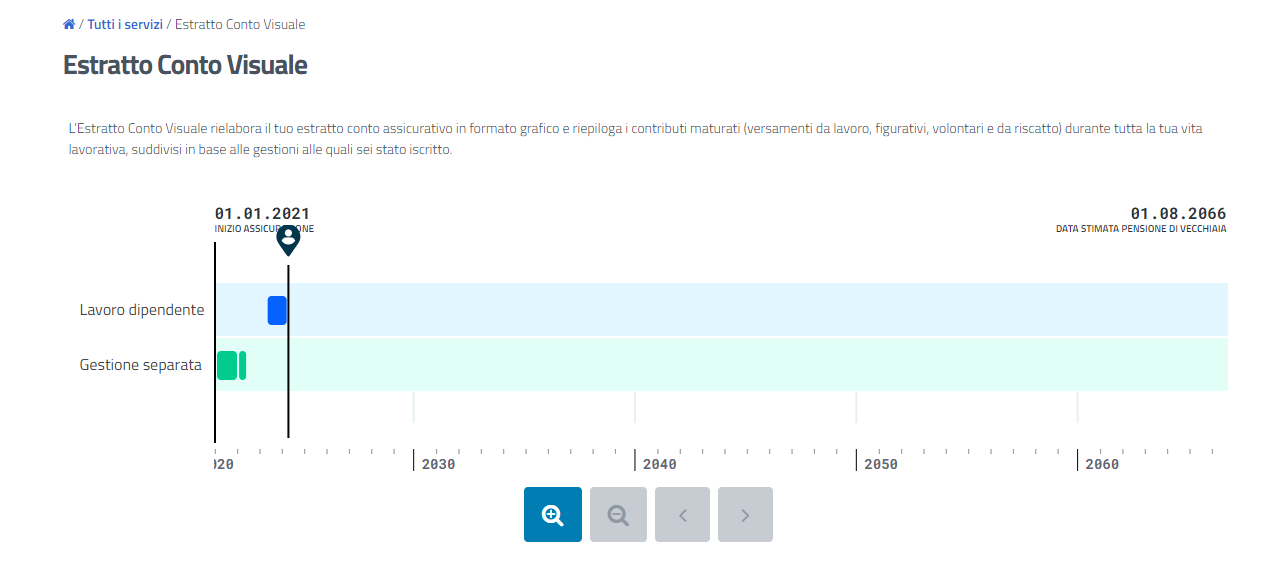 / Tutti i servizi / Estratto Conto Visuale
Estratto Conto Visuale
L'Estratto Conto Visuale rielabora il tuo estratto conto assicurativo in formato grafico e riepiloga i contributi maturati (versamenti da lavoro, figurativi, volontari e da riscatto) durante tutta la tua vita
lavorativa, suddivisi in base alle gestioni alle quali sei stato iscritto.
01.01.2021
INIZIO ASSICURAZIONE
01.08.2066
DATA STIMATA PENSIONE DI VECCHIAIA
Lavoro dipendente
Gestione separata
020 2030 2040 2050 2060